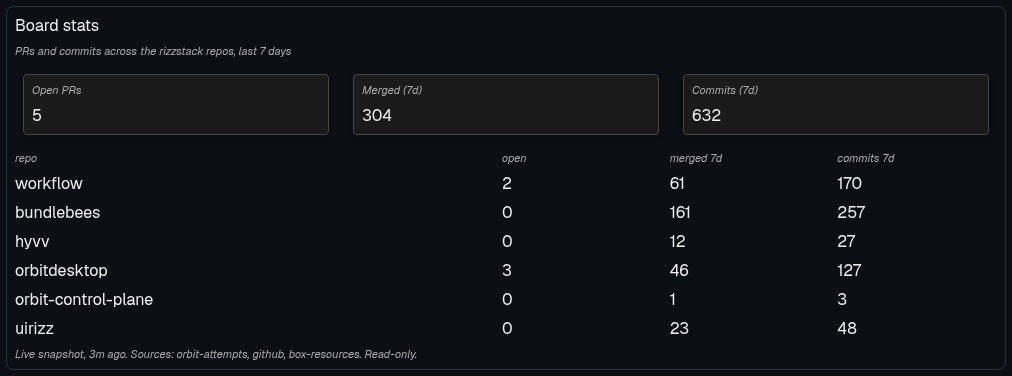 Board stats
PRs and commits across the rizzstack repos, last 7 days
Open PRs Merged (7d) Commits (7d)
5 304 632
repo open merged 7d commits 7d
workflow 2 61 170
bundlebees 0 161 257
hyvv 0 12 27
orbitdesktop 3 46 127
orbit-control-plane 0 1 3
uirizz 0 23 48
Live snapshot, 3m ago. Sources: orbit-attempts, github, box-resources. Read-only.